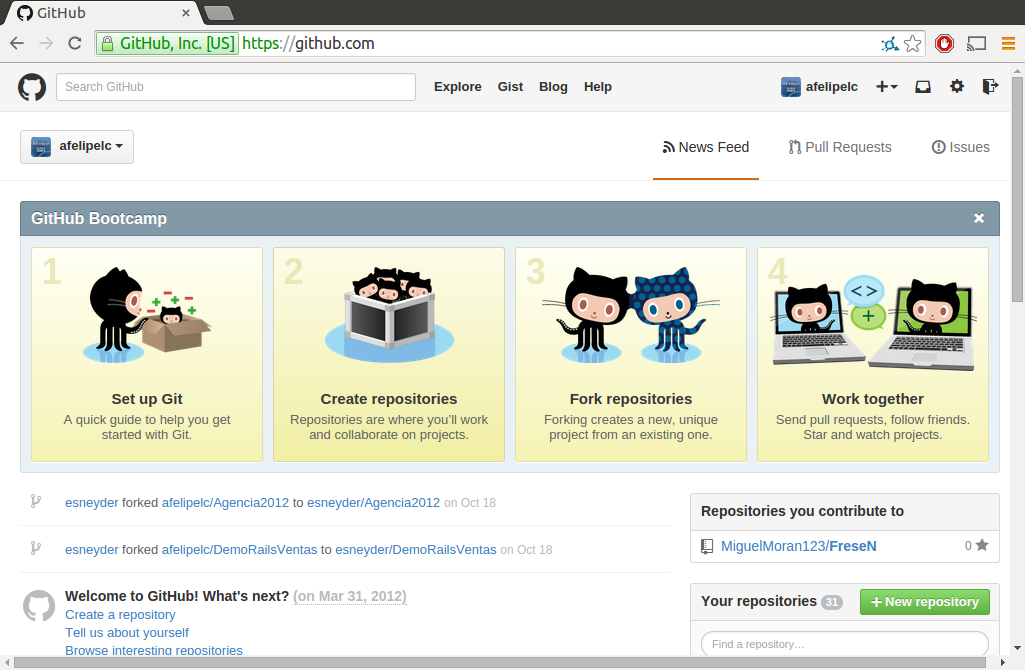 GitHub
GitHub, Inc. [US] https://github.com
Search GitHub
Explore Gist Blog Help
afelipelc
afelipelc
News Feed Pull Requests Issues
GitHub Bootcamp
1
Set up Git
A quick guide to help you get
started with Git.
2
Create repositories
Repositories are where you’ll work
and collaborate on projects.
3
Fork repositories
Forking creates a new, unique
project from an existing one.
4
Work together
Send pull requests, follow friends.
Star and watch projects.
esneyder forked afelipelc/Agencia2012 to esneyder/Agencia2012 on Oct 18
esneyder forked afelipelc/DemoRailsVentas to esneyder/DemoRailsVentas on Oct 18
Welcome to GitHub! What's next? (on Mar 31, 2012)
Create a repository
Tell us about yourself
Browse interesting repositories
Repositories you contribute to
MiguelMoran123/FreseN 0
Your repositories 31
New repository
Find a repository…